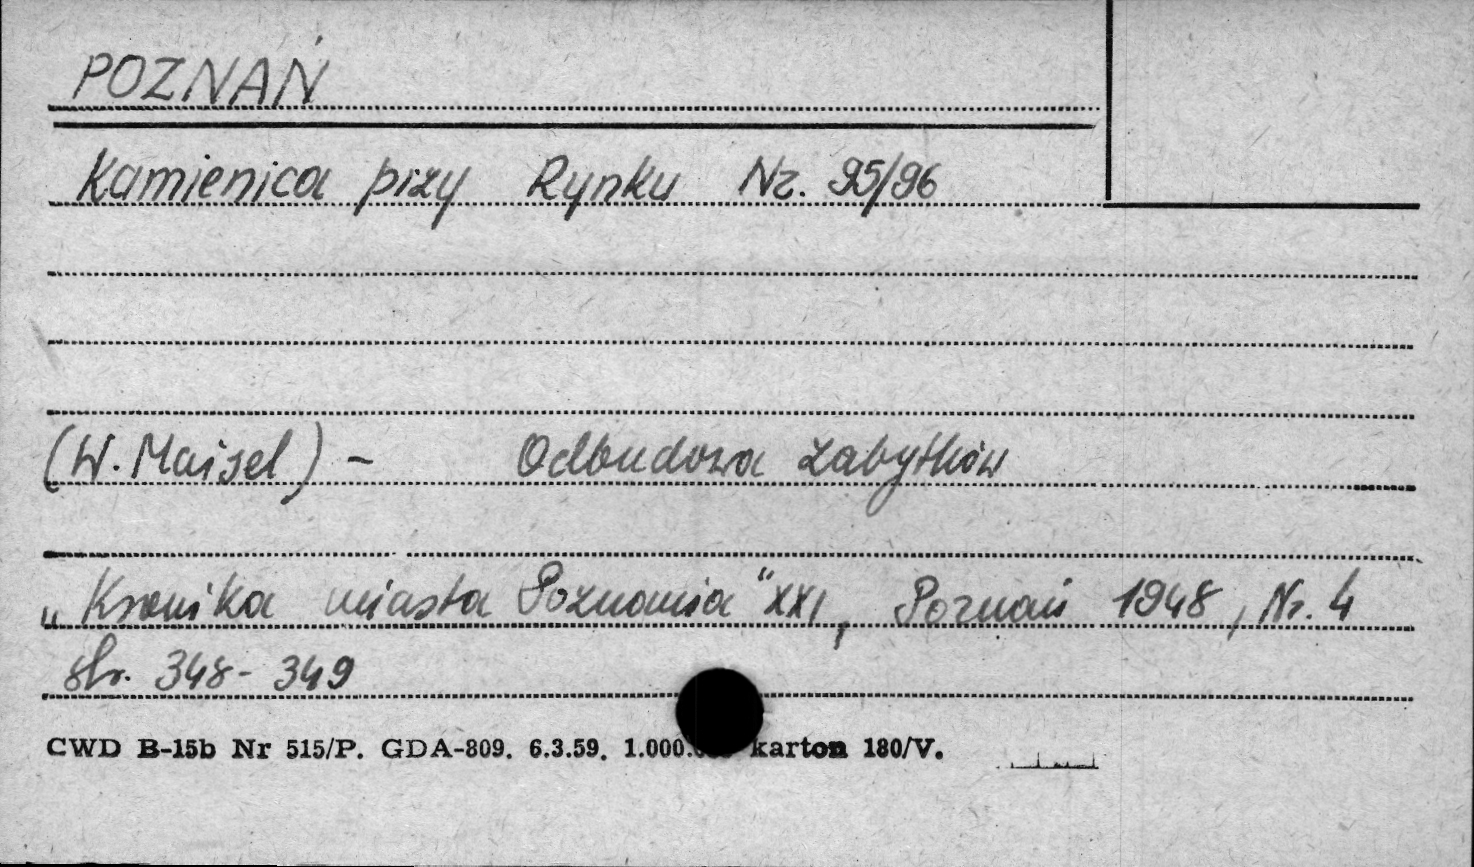 POZNAŃ
Kamienica przy Rynku Nr. 95/96
(W. Maisel) - Odbudowa zabytków
"Kronika miasta Poznania" XXI, Poznań 1948, Nr. 4
str. 348-349
CWD B-15b Nr 515/P. GDA-809. 6.3.59. 1.000. karton 180/V.